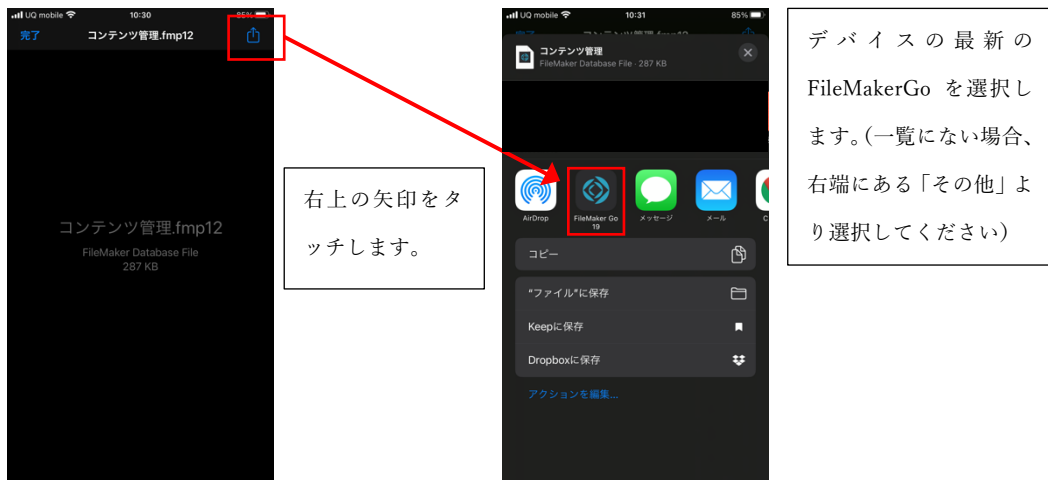 UQ mobile 10:30 85%
完了 コンテンツ管理.fmp12
コンテンツ管理.fmp12
FileMaker Database File
287 KB
右上の矢印をタ
ッチします。
UQ mobile 10:31 85%
コンテンツ管理
FileMaker Database File · 287 KB
AirDrop
FileMaker Go
19
メッセージ
メール
C
コピー
"ファイル"に保存
Keepに保存
Dropboxに保存
アクションを編集...
デバイスの最新の
FileMakerGo を選択し
ます。（一覧にない場合、
右端にある「その他」よ
り選択してください）